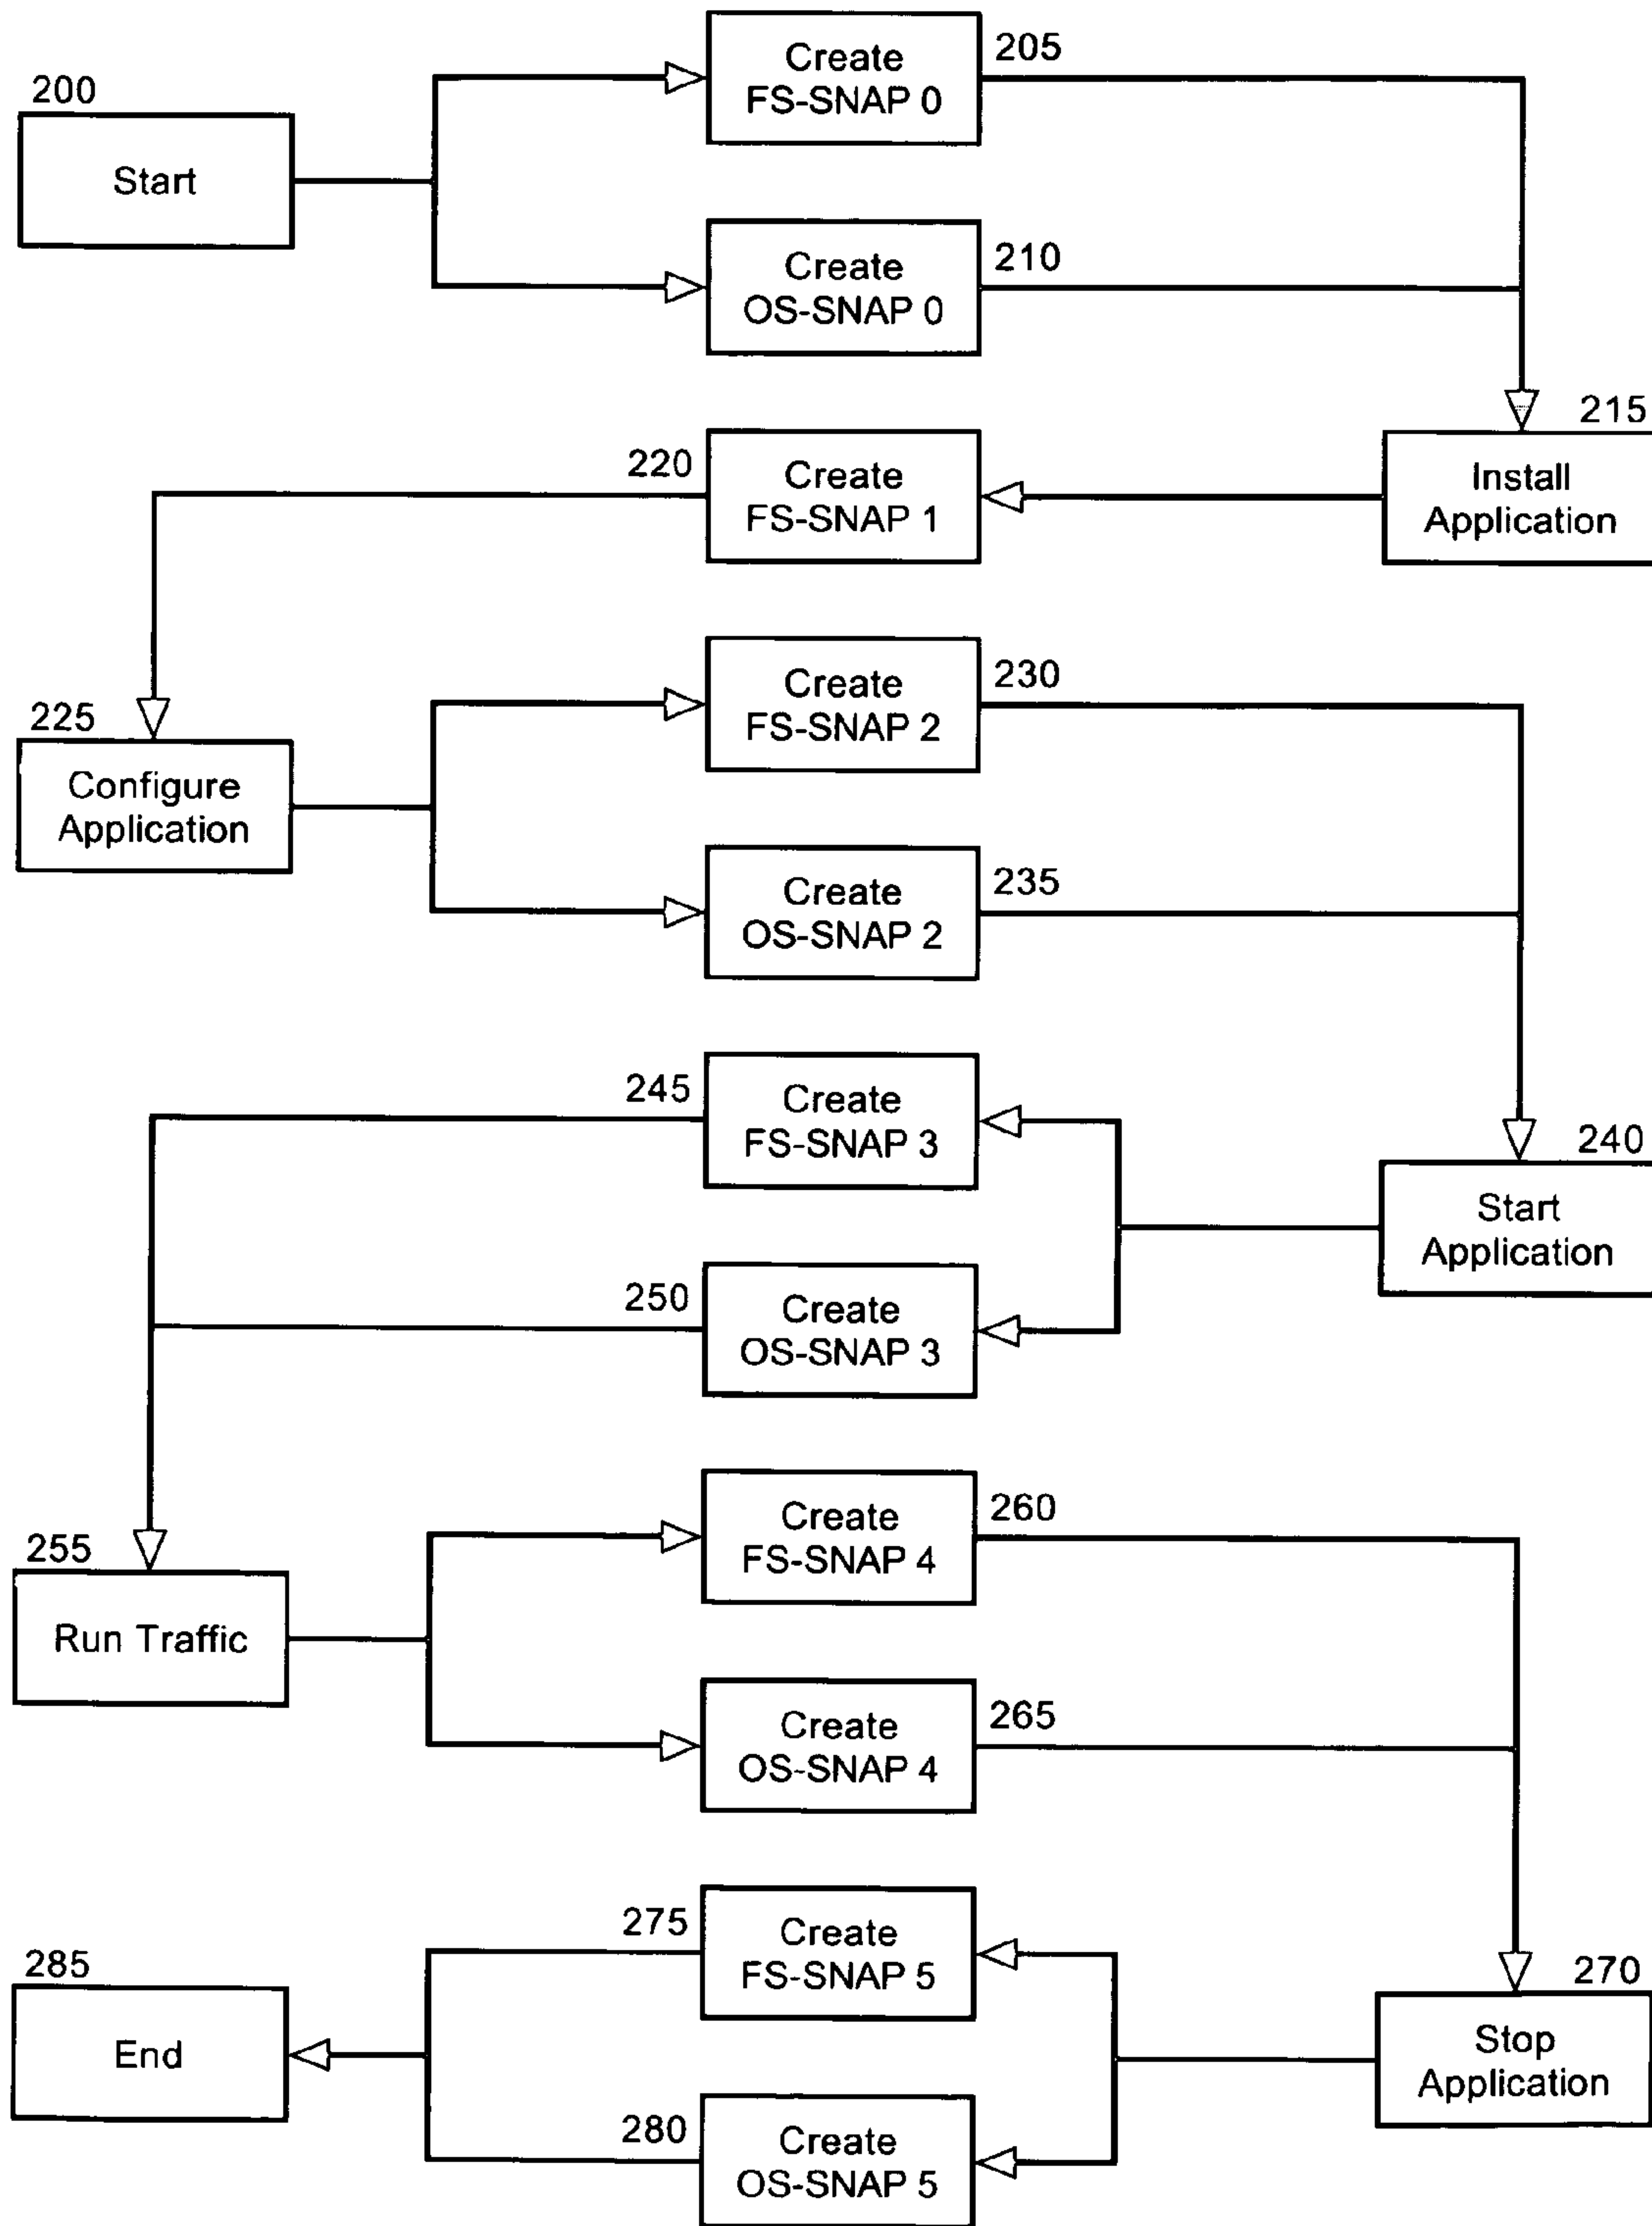 200
Start
Create
FS-SNAP 0
205
Create
OS-SNAP 0
210
215
Install
Application
220
Create
FS-SNAP 1
225
Configure
Application
Create
FS-SNAP 2
230
Create
OS-SNAP 2
235
240
Start
Application
245
Create
FS-SNAP 3
250
Create
OS-SNAP 3
255
Run Traffic
Create
FS-SNAP 4
260
Create
OS-SNAP 4
265
270
Stop
Application
275
Create
FS-SNAP 5
280
Create
OS-SNAP 5
285
End